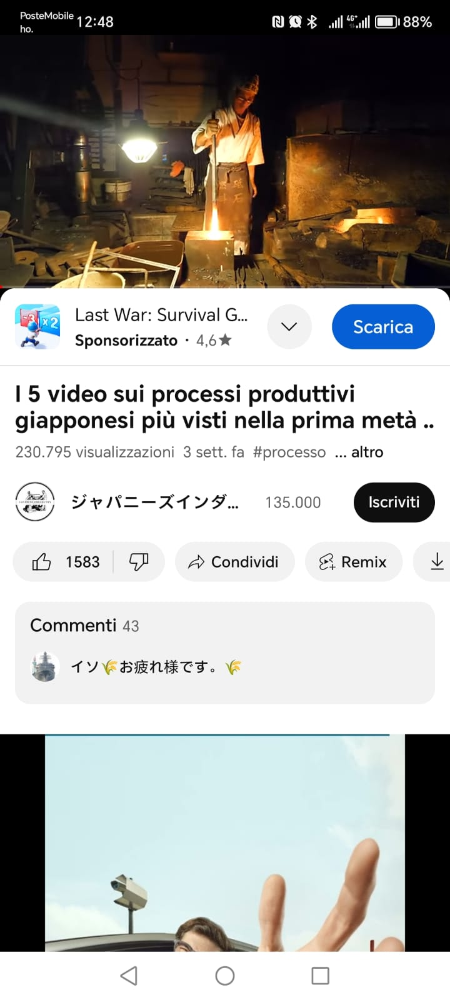 PosteMobile
ho.
12:48
4G+
88%
Last War: Survival G...
Sponsorizzato · 4,6★
Scarica
I 5 video sui processi produttivi
giapponesi più visti nella prima metà ..
230.795 visualizzazioni 3 sett. fa #processo ... altro
ジャパニーズインダ... 135.000 Iscriviti
1583 Condividi Remix
Commenti 43
イソ🌾お疲れ様です。🌾